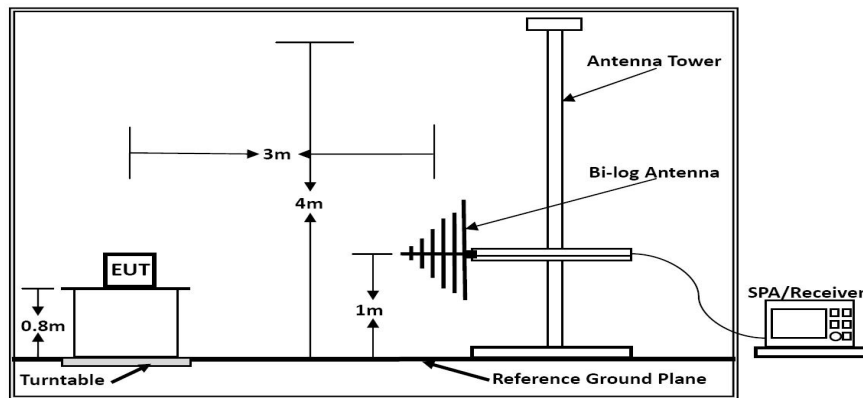 Antenna Tower
3m
Bi-log Antenna
4m
EUT
1m
SPA/Receiver
0.8m
Turntable
Reference Ground Plane